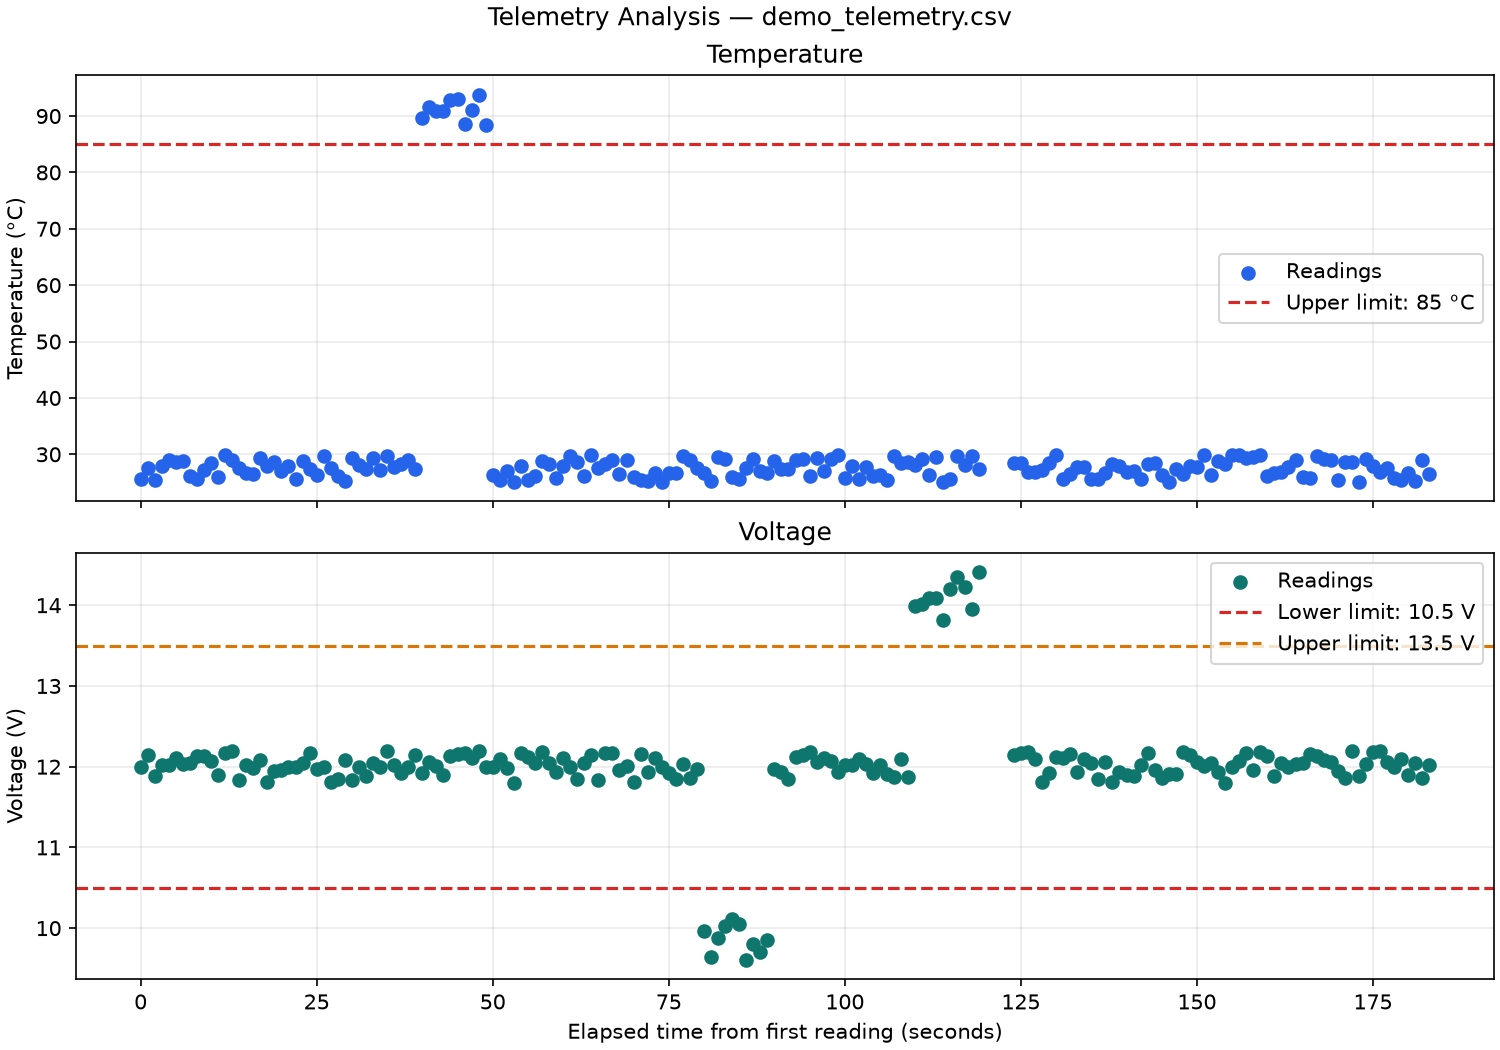 Telemetry Analysis — demo_telemetry.csv
Temperature
Temperature (°C)
90
80
70
60
50
40
30
Readings
Upper limit: 85 °C
Voltage
Voltage (V)
14
13
12
11
10
Readings
Lower limit: 10.5 V
Upper limit: 13.5 V
0 25 50 75 100 125 150 175
Elapsed time from first reading (seconds)